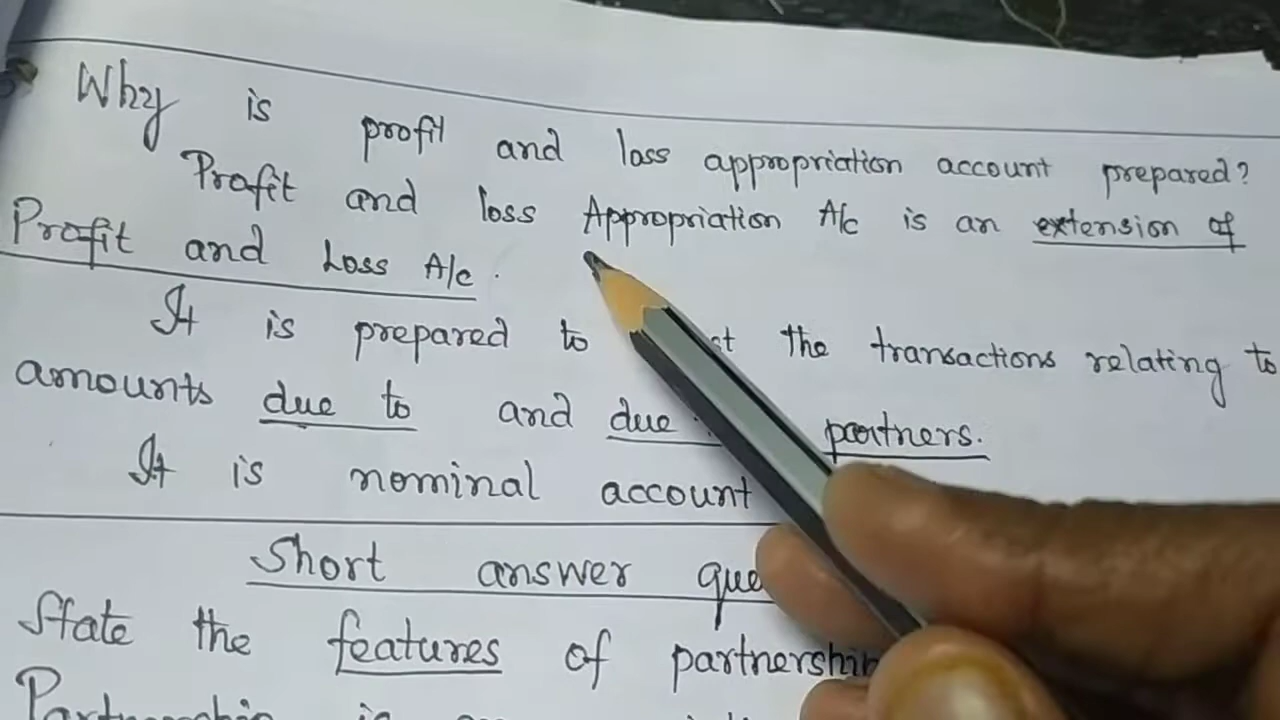 Why is profit and loss appropriation account prepared?
Profit and loss Appropriation A/c is an extension of
Profit and Loss A/c.
It is prepared to the transactions relating to
amounts due to and due partners.
It is nominal account
Short answer
State the features of
is